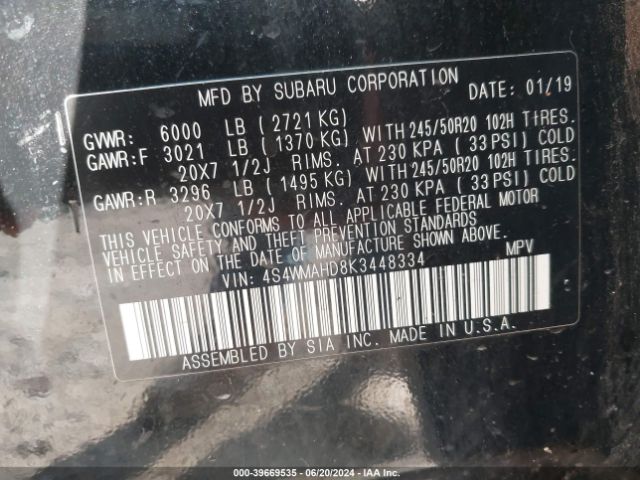 MFD BY SUBARU CORPORATION DATE: 01/19
GVWR: 6000 LB ( 2721 KG)
GAWR:F 3021 LB ( 1370 KG) WITH 245/50R20 102H TIRES.
20X7 1/2J RIMS. AT 230 KPA ( 33 PSI) COLD
GAWR:R 3296 LB ( 1495 KG) WITH 245/50R20 102H TIRES.
20X7 1/2J RIMS. AT 230 KPA ( 33 PSI) COLD
THIS VEHICLE CONFORMS TO ALL APPLICABLE FEDERAL MOTOR
VEHICLE SAFETY AND THEFT PREVENTION STANDARDS
IN EFFECT ON THE DATE OF MANUFACTURE SHOWN ABOVE.
VIN: 4S4WMAHD8K3448334 MPV
ASSEMBLED BY SIA INC. MADE IN U.S.A.
000-39669535 - 06/20/2024 - IAA Inc.